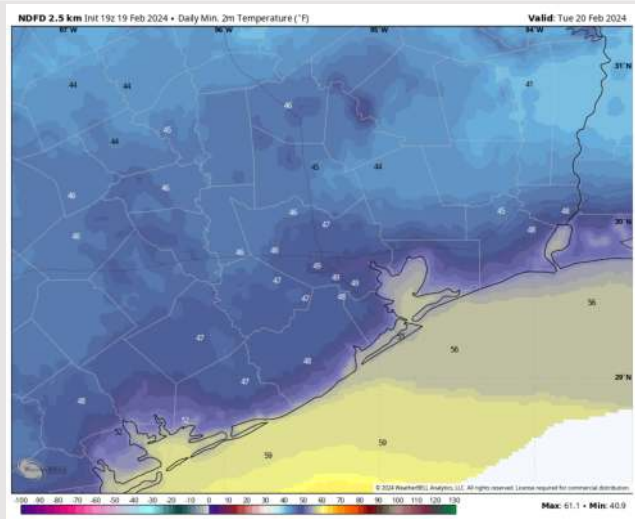 NDFD 2.5 km Init 19z 19 Feb 2024 • Daily Min. 2m Temperature (°F)
Valid: Tue 20 Feb 2024
97°W 96°W 95°W 94°W
31°N
44 44 41
46
45
44
45 44
46
46
46 45 46
47 30°N
46 48
46 46
49
47 48 49
47 48
56
47 56
48
47 29°N
48
52
52
59
59
WeatherBELL
© 2024 WeatherBELL Analytics, LLC. All rights reserved. License required for commercial distribution.
-100 -90 -80 -70 -60 -50 -40 -30 -20 -10 0 10 20 30 40 50 60 70 80 90 100 110 120 130
Max: 61.1 • Min: 40.9